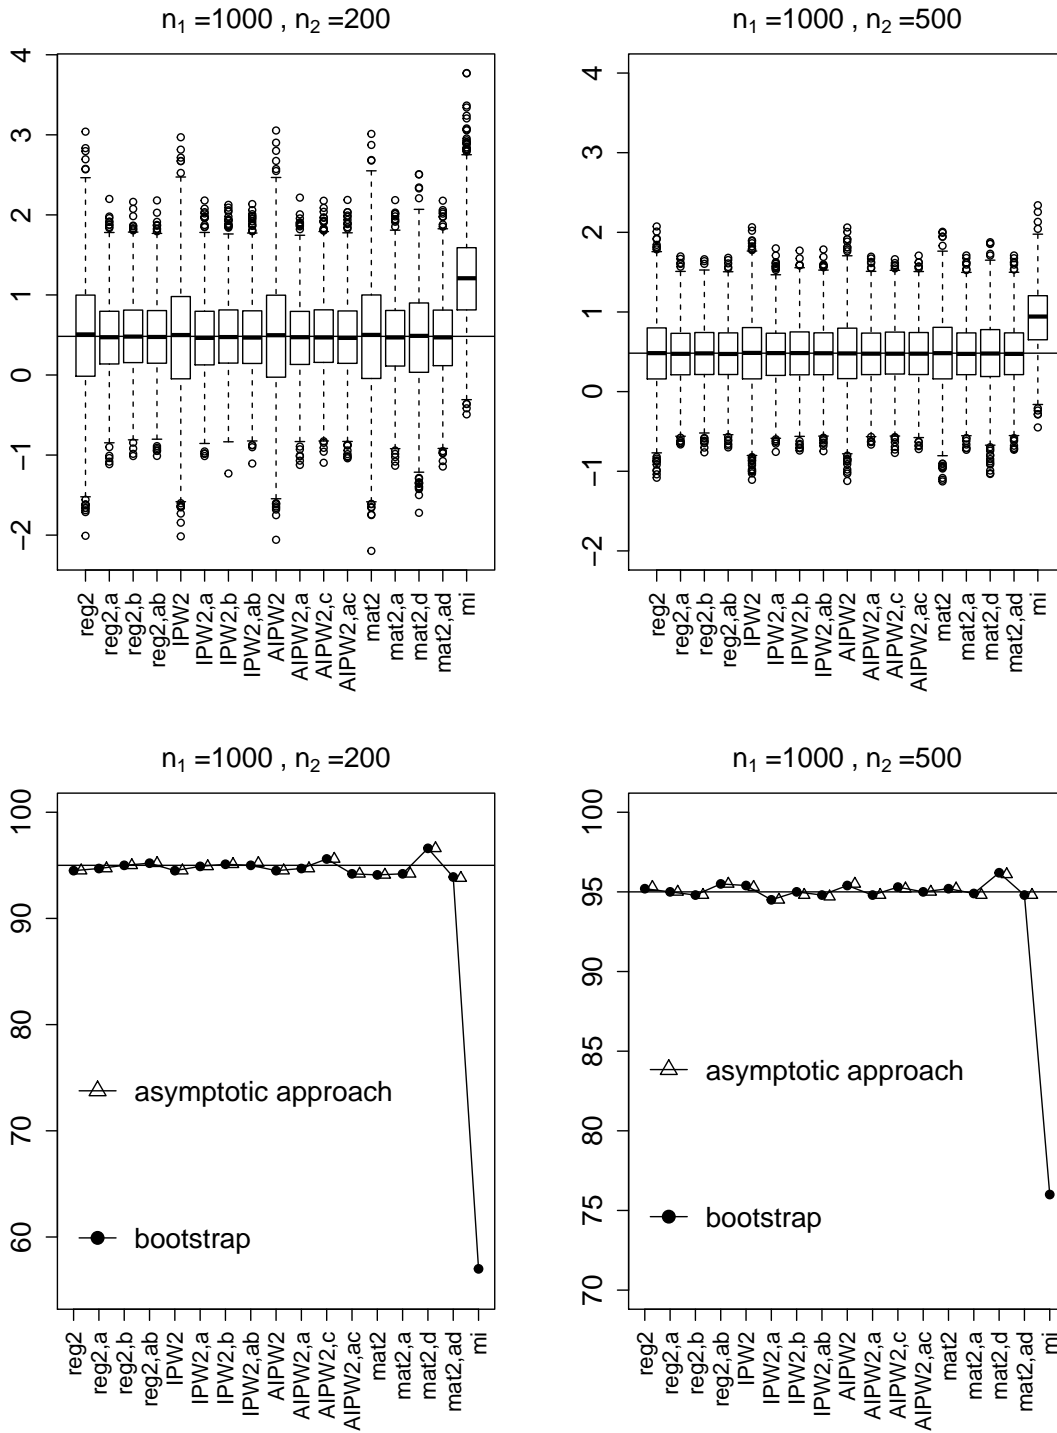 n₁ =1000 , n₂ =200
4
3
2
1
0
−1
−2
reg2
reg2,a
reg2,b
reg2,ab
IPW2
IPW2,a
IPW2,b
IPW2,ab
AIPW2
AIPW2,a
AIPW2,c
AIPW2,ac
mat2
mat2,a
mat2,d
mat2,ad
mi
n₁ =1000 , n₂ =500
4
3
2
1
0
−1
−2
reg2
reg2,a
reg2,b
reg2,ab
IPW2
IPW2,a
IPW2,b
IPW2,ab
AIPW2
AIPW2,a
AIPW2,c
AIPW2,ac
mat2
mat2,a
mat2,d
mat2,ad
mi
n₁ =1000 , n₂ =200
100
90
80
70
60
asymptotic approach
bootstrap
reg2
reg2,a
reg2,b
reg2,ab
IPW2
IPW2,a
IPW2,b
IPW2,ab
AIPW2
AIPW2,a
AIPW2,c
AIPW2,ac
mat2
mat2,a
mat2,d
mat2,ad
mi
n₁ =1000 , n₂ =500
100
95
90
85
80
75
70
asymptotic approach
bootstrap
reg2
reg2,a
reg2,b
reg2,ab
IPW2
IPW2,a
IPW2,b
IPW2,ab
AIPW2
AIPW2,a
AIPW2,c
AIPW2,ac
mat2
mat2,a
mat2,d
mat2,ad
mi